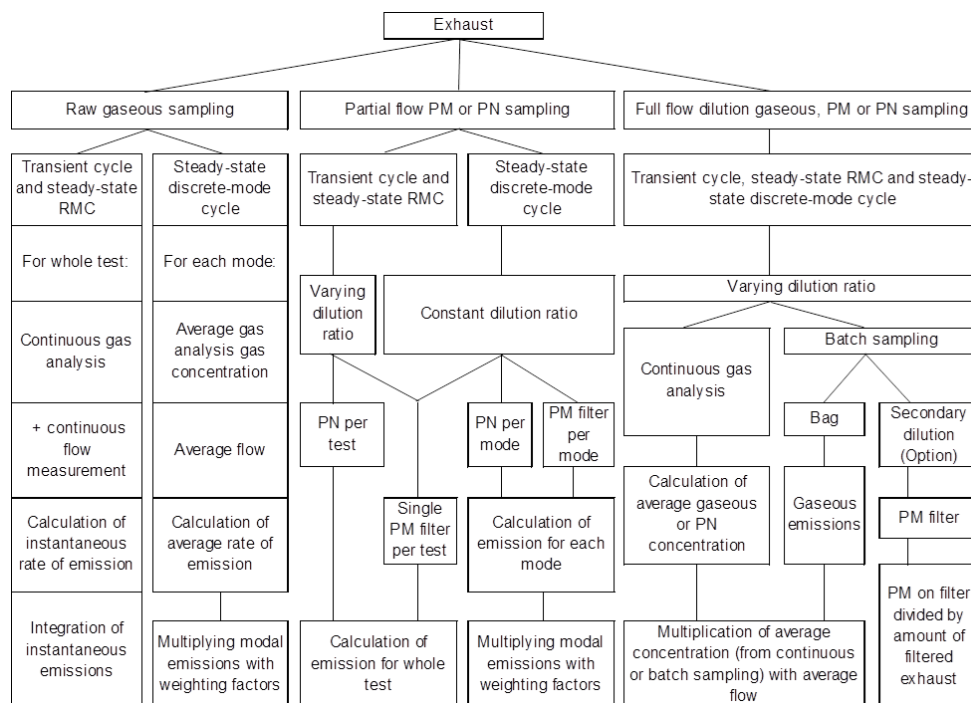 Exhaust
Raw gaseous sampling
Partial flow PM or PN sampling
Full flow dilution gaseous, PM or PN sampling
Transient cycle
and steady-state
RMC
Steady-state
discrete-mode
cycle
Transient cycle and
steady-state RMC
Steady-state
discrete-mode
cycle
Transient cycle, steady-state RMC and steady-
state discrete-mode cycle
For whole test:
For each mode:
Varying
dilution
ratio
Constant dilution ratio
Varying dilution ratio
Continuous gas
analysis
Average gas
analysis gas
concentration
Continuous gas
analysis
Batch sampling
+ continuous
flow
measurement
Average flow
PN per
test
PN per
mode
PM filter
per
mode
Bag
Secondary
dilution
(Option)
Calculation of
instantaneous
rate of emission
Calculation of
average rate of
emission
Single
PM filter
per test
Calculation of
emission for each
mode
Calculation of
average gaseous
or PN
concentration
Gaseous
emissions
PM filter
Integration of
instantaneous
emissions
Multiplying modal
emissions with
weighting factors
Calculation of
emission for whole
test
Multiplying modal
emissions with
weighting factors
Multiplication of average
concentration (from continuous
or batch sampling) with average
flow
PM on filter
divided by
amount of
filtered
exhaust